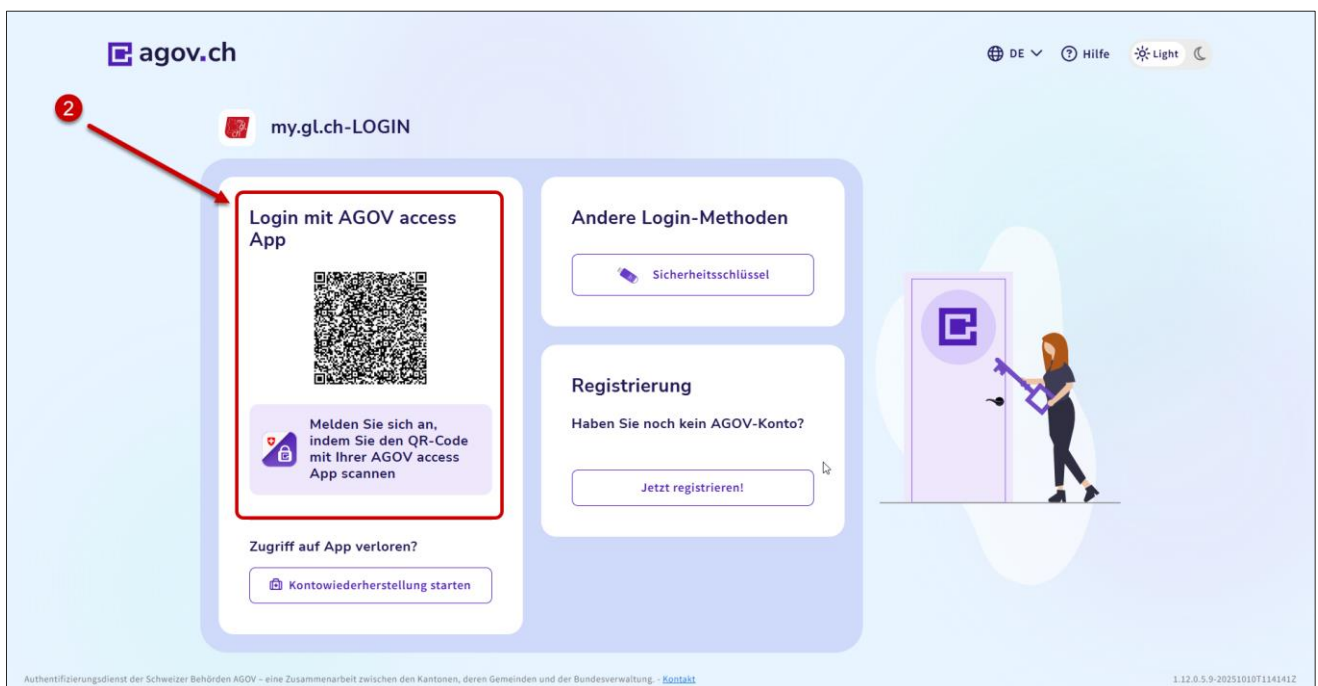 agov.ch
DE
Hilfe
Light
2
my.gl.ch-LOGIN
Login mit AGOV access
App
Melden Sie sich an,
indem Sie den QR-Code
mit Ihrer AGOV access
App scannen
Zugriff auf App verloren?
Kontowiederherstellung starten
Andere Login-Methoden
Sicherheitsschlüssel
Registrierung
Haben Sie noch kein AGOV-Konto?
Jetzt registrieren!
Authentifizierungsdienst der Schweizer Behörden AGOV – eine Zusammenarbeit zwischen den Kantonen, deren Gemeinden und der Bundesverwaltung. - Kontakt
1.12.0.5.9-20251010T114141Z